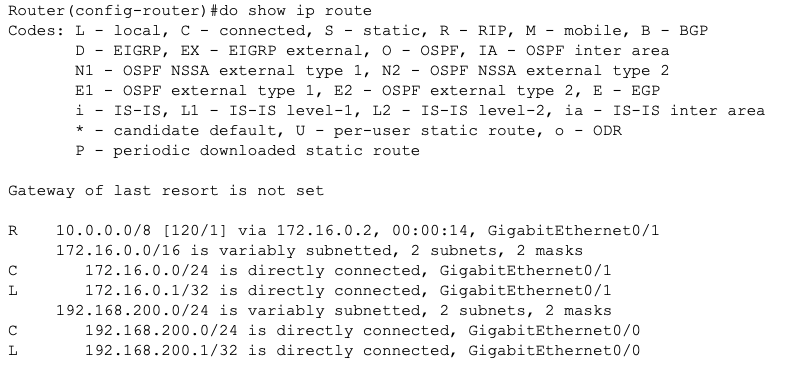 Router(config-router)#do show ip route
Codes: L - local, C - connected, S - static, R - RIP, M - mobile, B - BGP
D - EIGRP, EX - EIGRP external, O - OSPF, IA - OSPF inter area
N1 - OSPF NSSA external type 1, N2 - OSPF NSSA external type 2
E1 - OSPF external type 1, E2 - OSPF external type 2, E - EGP
i - IS-IS, L1 - IS-IS level-1, L2 - IS-IS level-2, ia - IS-IS inter area
* - candidate default, U - per-user static route, o - ODR
P - periodic downloaded static route
Gateway of last resort is not set
R 10.0.0.0/8 [120/1] via 172.16.0.2, 00:00:14, GigabitEthernet0/1
172.16.0.0/16 is variably subnetted, 2 subnets, 2 masks
C 172.16.0.0/24 is directly connected, GigabitEthernet0/1
L 172.16.0.1/32 is directly connected, GigabitEthernet0/1
192.168.200.0/24 is variably subnetted, 2 subnets, 2 masks
C 192.168.200.0/24 is directly connected, GigabitEthernet0/0
L 192.168.200.1/32 is directly connected, GigabitEthernet0/0